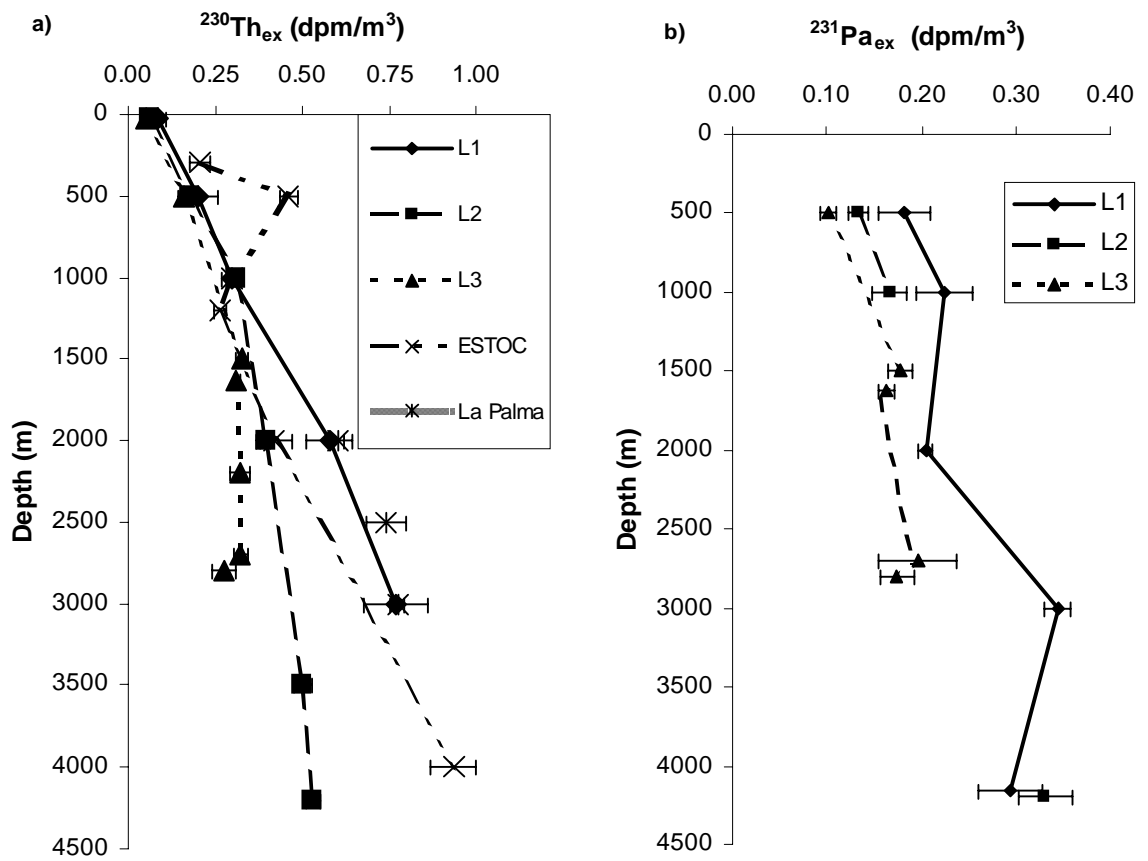 a)
²³⁰Thₑₓ (dpm/m³)
0.00 0.25 0.50 0.75 1.00
0
500
1000
1500
2000
2500
3000
3500
4000
4500
Depth (m)
L1
L2
L3
ESTOC
La Palma
b)
²³¹Paₑₓ (dpm/m³)
0.00 0.10 0.20 0.30 0.40
0
500
1000
1500
2000
2500
3000
3500
4000
4500
Depth (m)
L1
L2
L3